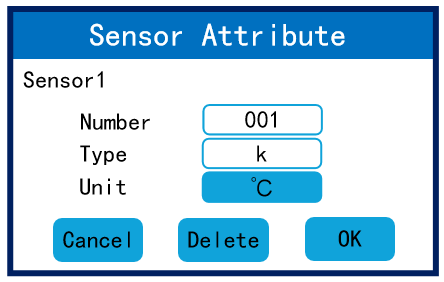 Sensor Attribute
Sensor1
Number 001
Type k
Unit ℃
Cancel Delete OK